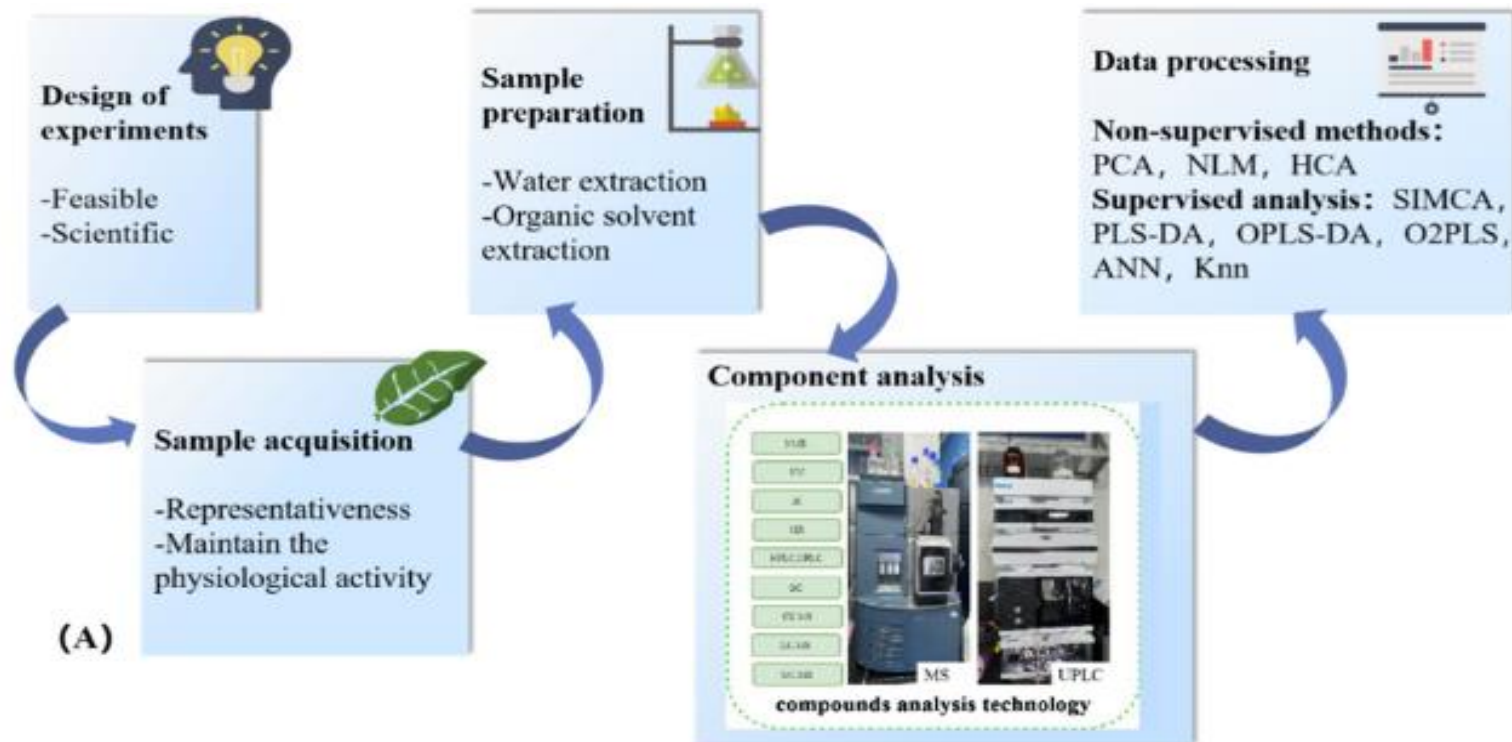 Design of
experiments
-Feasible
-Scientific
Sample acquisition
-Representativeness
-Maintain the
physiological activity
(A)
Sample
preparation
-Water extraction
-Organic solvent
extraction
Component analysis
MS
UPLC
compounds analysis technology
Data processing
Non-supervised methods:
PCA, NLM, HCA
Supervised analysis: SIMCA,
PLS-DA, OPLS-DA, O2PLS,
ANN, Knn